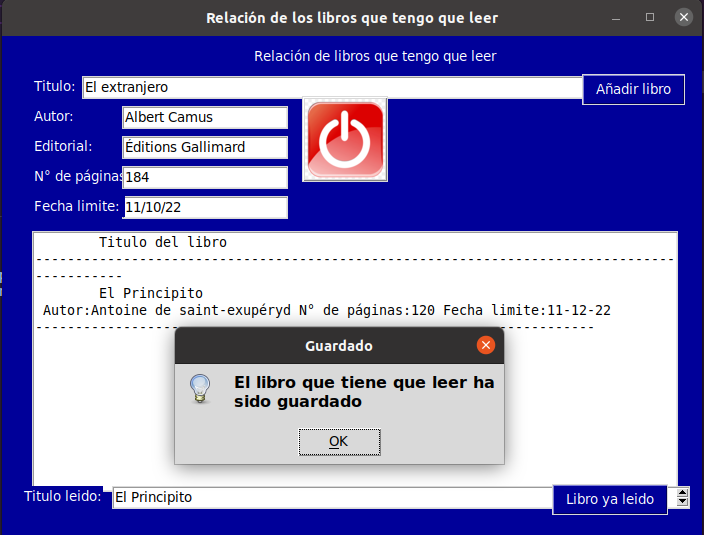 Relación de los libros que tengo que leer
Relación de libros que tengo que leer
Titulo: El extranjero Añadir libro
Autor: Albert Camus
Editorial: Éditions Gallimard
N° de páginas 184
Fecha limite: 11/10/22
Titulo del libro
--------------------------------------------------------------------------------
-----------
El Principito
Autor:Antoine de saint-exupéryd N° de páginas:120 Fecha limite:11-12-22
----------------------------------------------------------------------
Guardado
El libro que tiene que leer ha
sido guardado
OK
Titulo leido: El Principito Libro ya leido